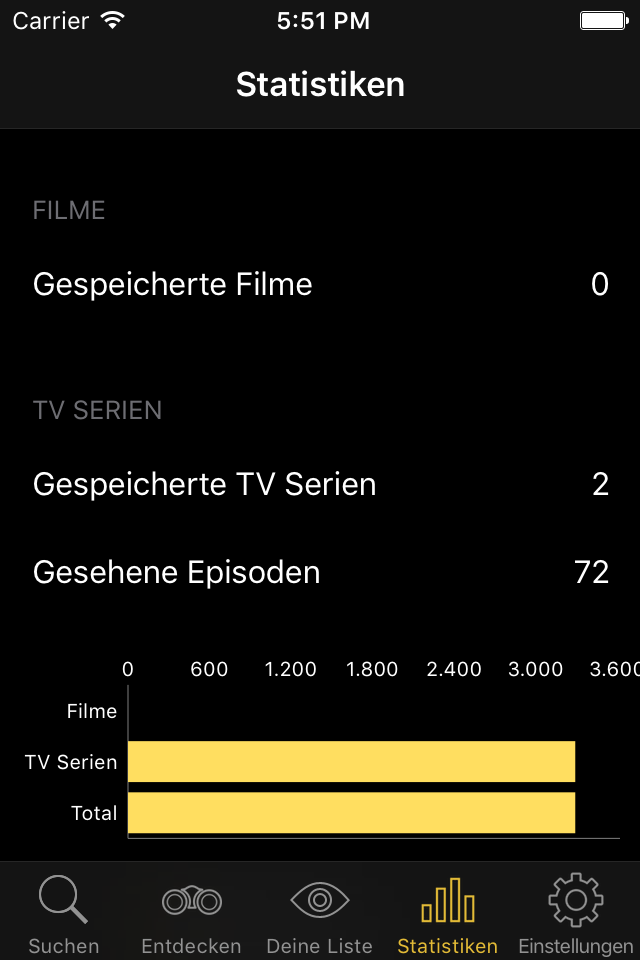 Carrier 5:51 PM
Statistiken
FILME
Gespeicherte Filme 0
TV SERIEN
Gespeicherte TV Serien 2
Gesehene Episoden 72
0 600 1.200 1.800 2.400 3.000 3.600
Filme
TV Serien
Total
Suchen Entdecken Deine Liste Statistiken Einstellungen